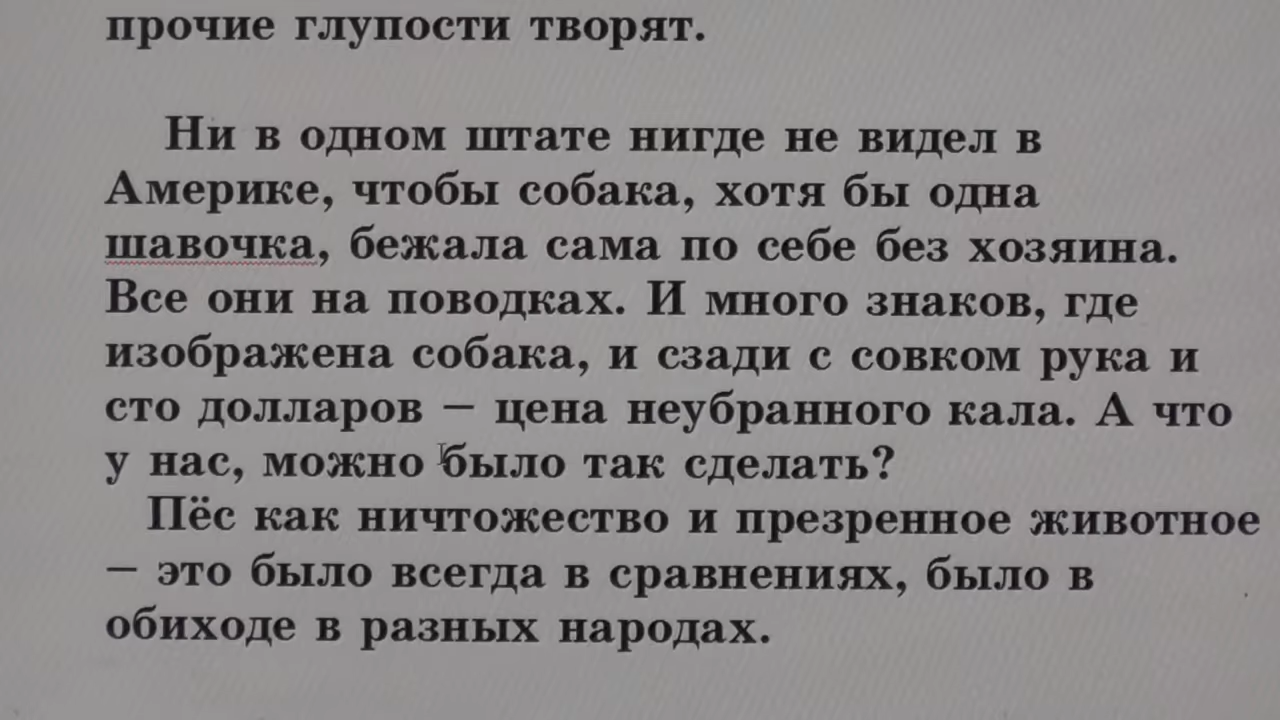 прочие глупости творят.
Ни в одном штате нигде не видел в
Америке, чтобы собака, хотя бы одна
шавочка, бежала сама по себе без хозяина.
Все они на поводках. И много знаков, где
изображена собака, и сзади с совком рука и
сто долларов – цена неубранного кала. А что
у нас, можно было так сделать?
Пёс как ничтожество и презренное животное
– это было всегда в сравнениях, было в
обиходе в разных народах.